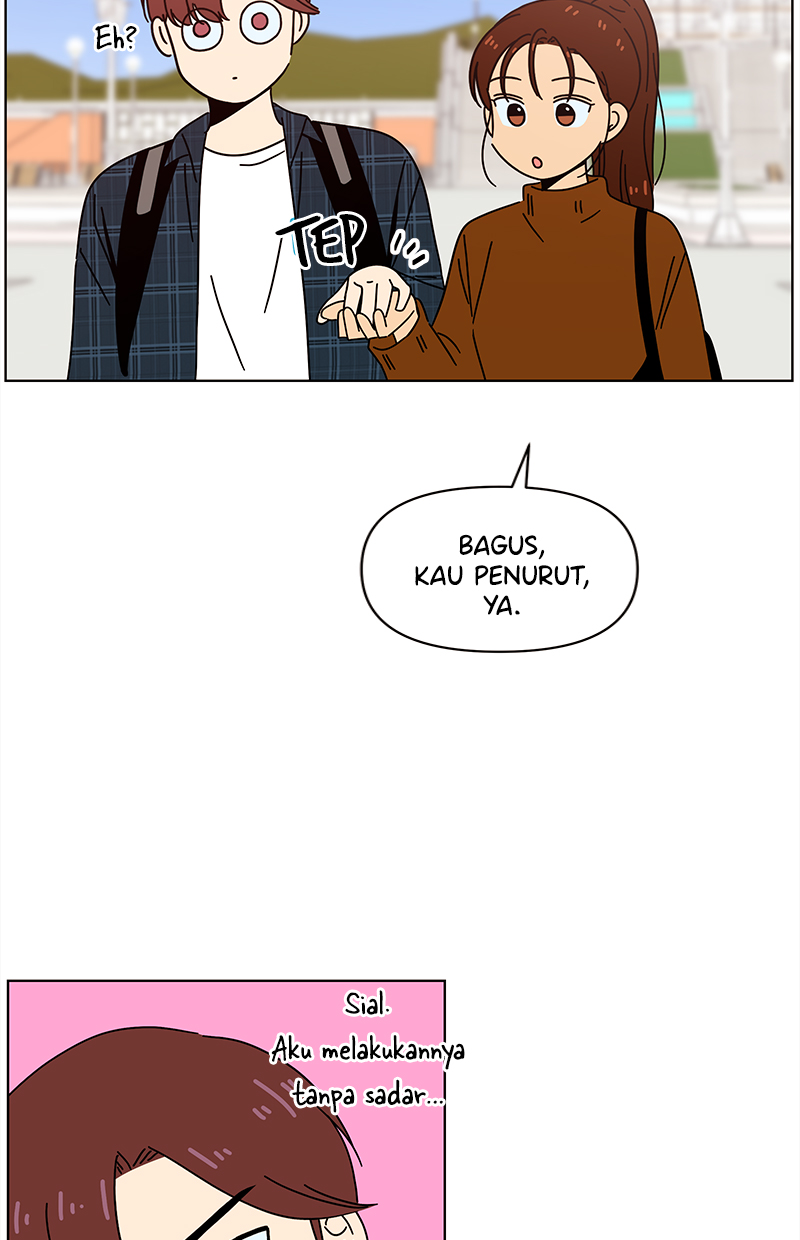 Eh?
TEP
BAGUS,
KAU PENURUT,
YA.
Sial.
Aku melakukannya
tanpa sadar...